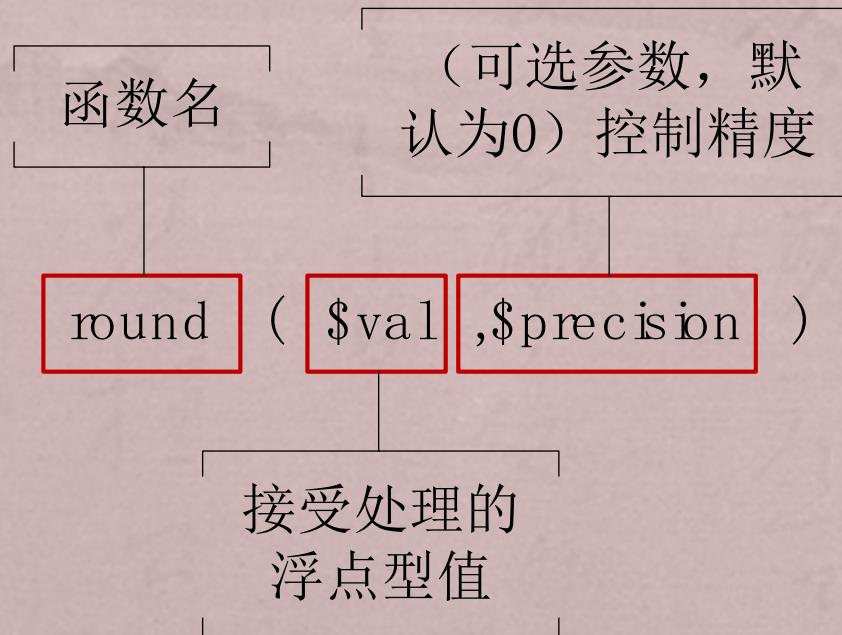 函数名
（可选参数，默
认为0）控制精度
round ( $val ,$precision )
接受处理的
浮点型值